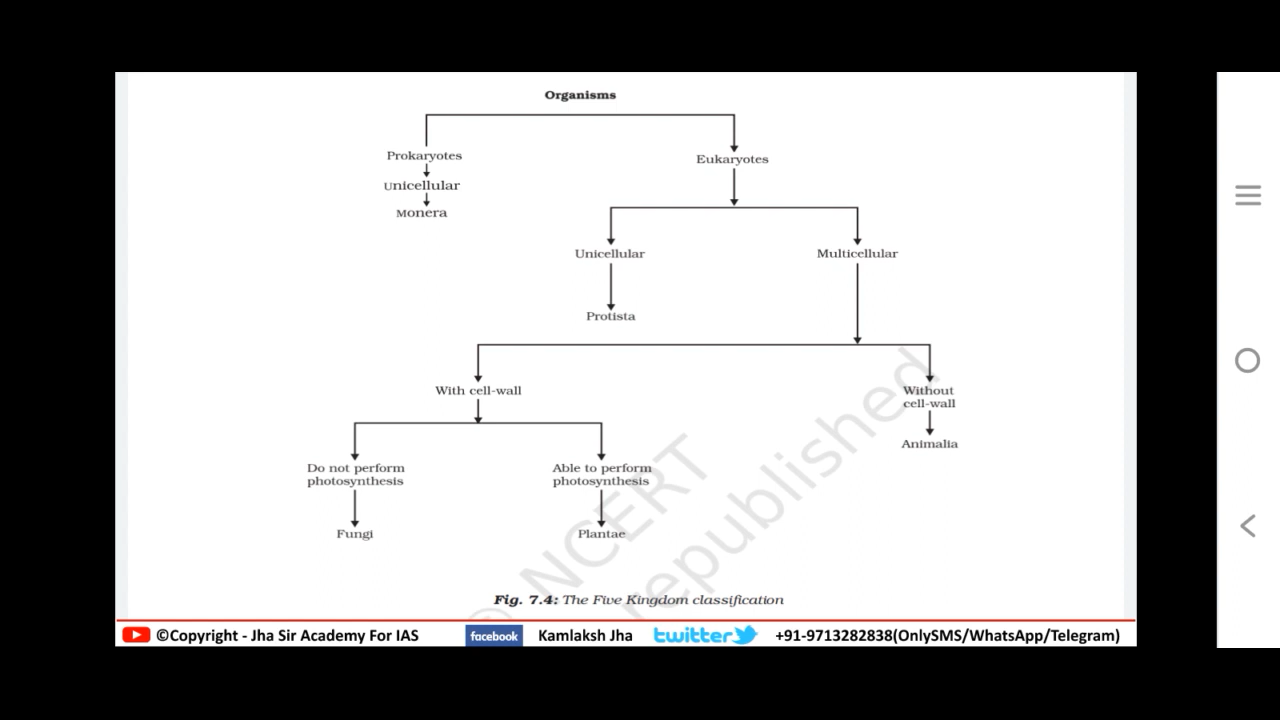 Organisms
Prokaryotes
Eukaryotes
Unicellular
Monera
Unicellular
Multicellular
Protista
With cell-wall
Without
cell-wall
Animalia
Do not perform
photosynthesis
Able to perform
photosynthesis
Fungi
Plantae
© NCERT
republished
Fig. 7.4: The Five Kingdom classification
©Copyright - Jha Sir Academy For IAS
facebook
Kamlaksh Jha
twitter
+91-9713282838(OnlySMS/WhatsApp/Telegram)